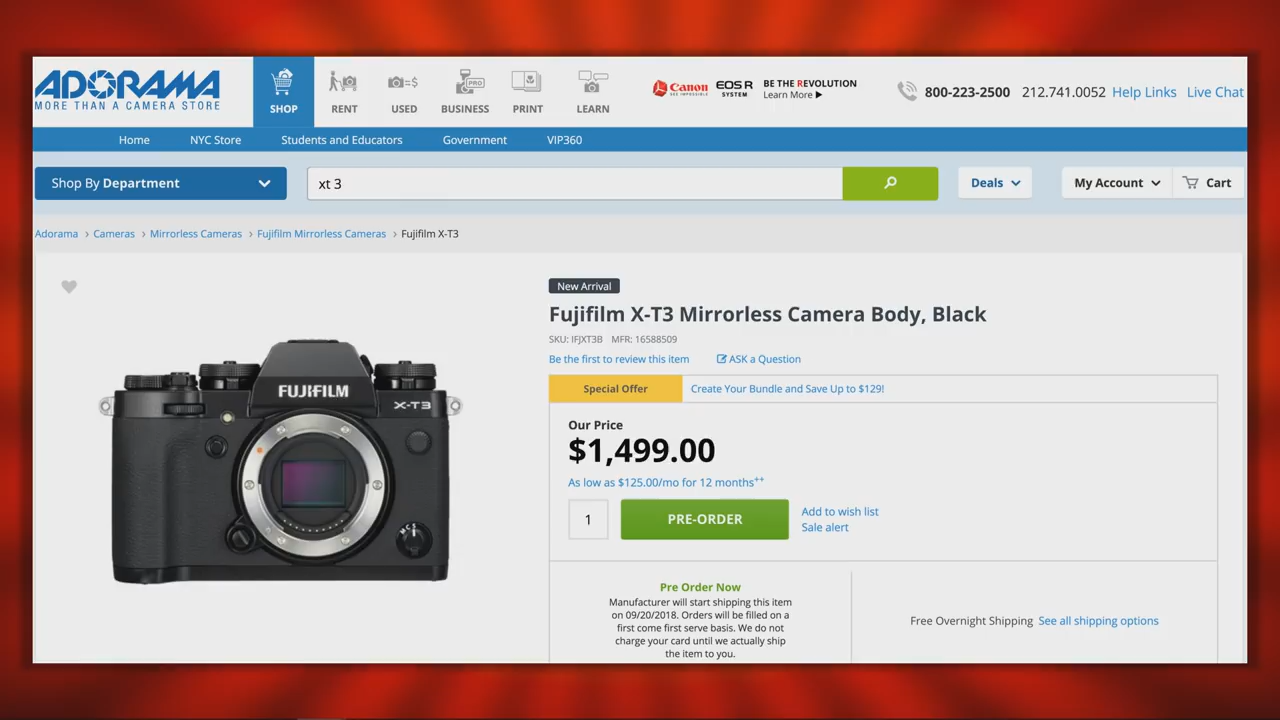 ADORAMA
MORE THAN A CAMERA STORE
SHOP
RENT
USED
PRO
BUSINESS
PRINT
LEARN
Canon
SEE IMPOSSIBLE
EOS R
SYSTEM
BE THE REVOLUTION
Learn More ▶
800-223-2500
212.741.0052
Help Links
Live Chat
Home
NYC Store
Students and Educators
Government
VIP360
Shop By Department
xt 3
Deals
My Account
Cart
Adorama › Cameras › Mirrorless Cameras › Fujifilm Mirrorless Cameras › Fujifilm X-T3
FUJIFILM
X-T3
M C S
New Arrival
Fujifilm X-T3 Mirrorless Camera Body, Black
SKU: IFJXT3B MFR: 16588509
Be the first to review this item
ASK a Question
Special Offer
Create Your Bundle and Save Up to $129!
Our Price
$1,499.00
As low as $125.00/mo for 12 months++
1
PRE-ORDER
Add to wish list
Sale alert
Pre Order Now
Manufacturer will start shipping this item
on 09/20/2018. Orders will be filled on a
first come first serve basis. We do not
charge your card until we actually ship
the item to you.
Free Overnight Shipping See all shipping options